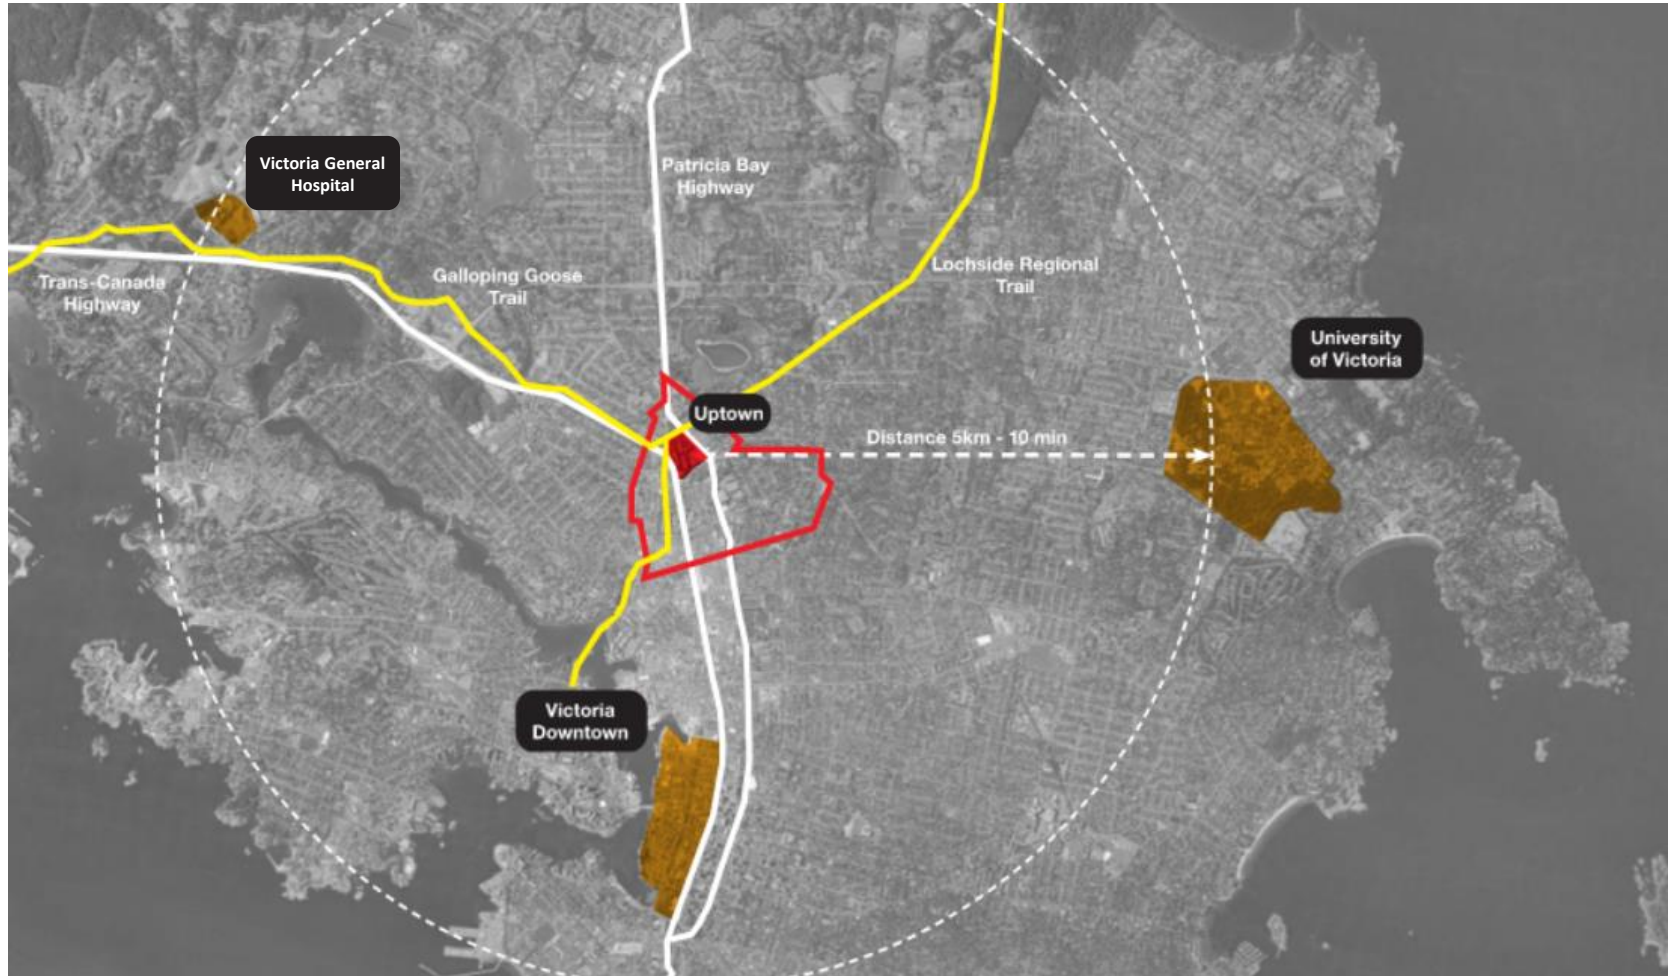 Victoria General
Hospital
Patricia Bay
Highway
Trans-Canada
Highway
Galloping Goose
Trail
Lochside Regional
Trail
University
of Victoria
Uptown
Distance 5km - 10 min
Victoria
Downtown